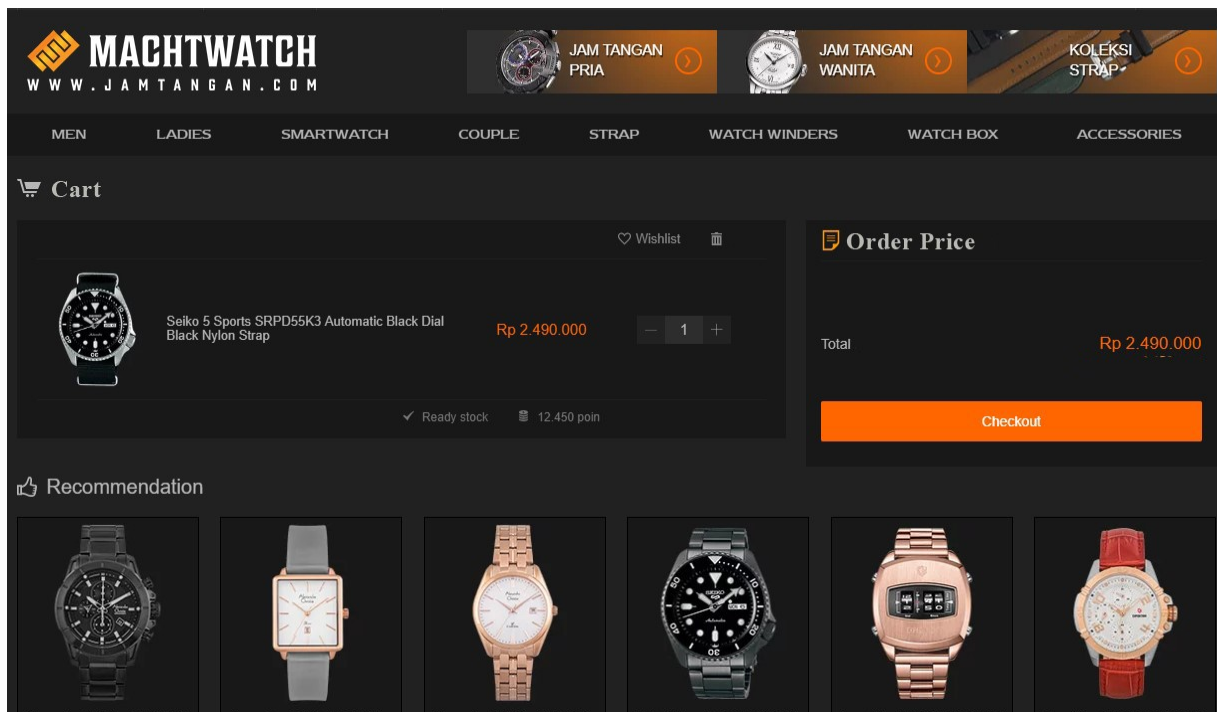 MACHTWATCH
WWW.JAMTANGAN.COM
JAM TANGAN
PRIA
JAM TANGAN
WANITA
KOLEKSI
STRAP
MEN LADIES SMARTWATCH COUPLE STRAP WATCH WINDERS WATCH BOX ACCESSORIES
Cart
Wishlist
Seiko 5 Sports SRPD55K3 Automatic Black Dial
Black Nylon Strap
Rp 2.490.000
1
Ready stock 12.450 poin
Order Price
Total Rp 2.490.000
Checkout
Recommendation
SEIKO